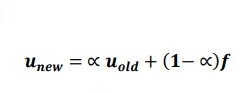 u_new = ∝ u_old + (1− ∝)f